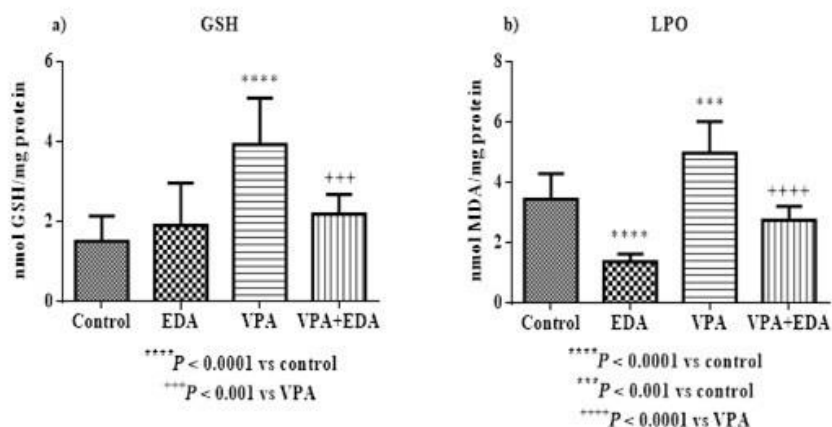 a) GSH
nmol GSH/mg protein
6
4
2
0
****
+++
Control EDA VPA VPA+EDA
****P < 0.0001 vs control
+++P < 0.001 vs VPA
b) LPO
nmol MDA/mg protein
8
6
4
2
0
****
***
++++
Control EDA VPA VPA+EDA
****P < 0.0001 vs control
***P < 0.001 vs control
++++P < 0.0001 vs VPA